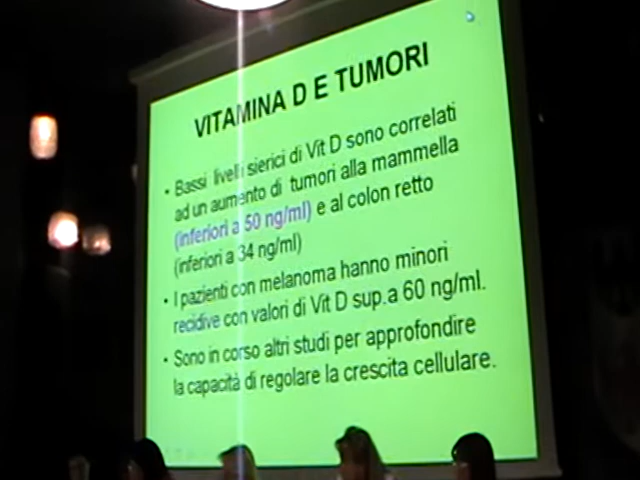 VITAMINA D E TUMORI
• Bassi livelli sierici di Vit D sono correlati
ad un aumento di tumori alla mammella
(inferiori a 50 ng/ml) e al colon retto
(inferiori a 34 ng/ml)
• I pazienti con melanoma hanno minori
recidive con valori di Vit D sup.a 60 ng/ml.
• Sono in corso altri studi per approfondire
la capacità di regolare la crescita cellulare.